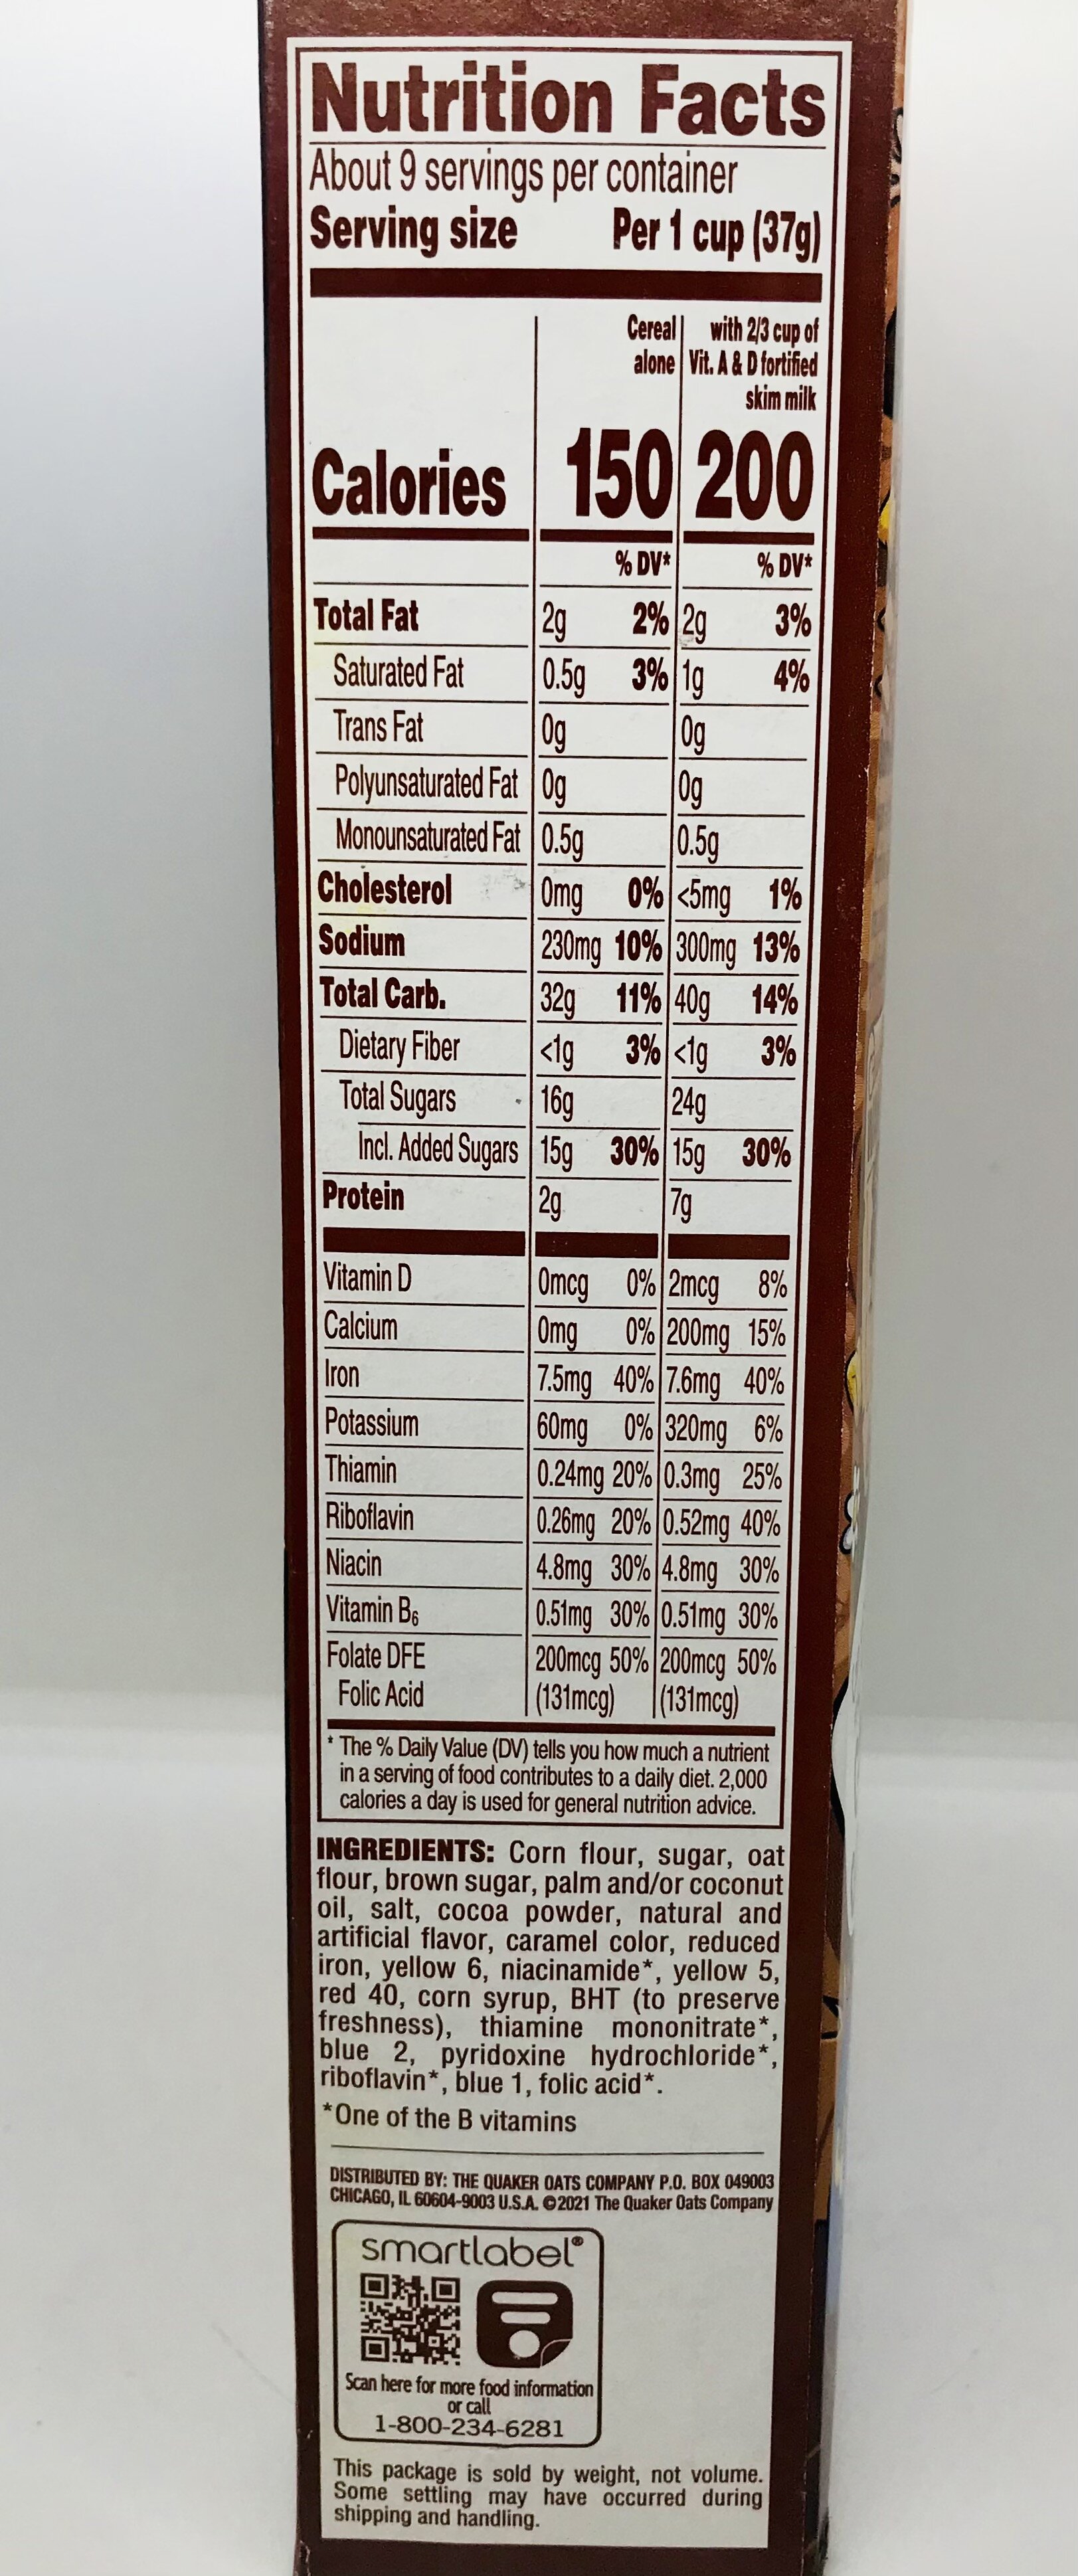 Nutrition Facts
About 9 servings per container
Serving size Per 1 cup (37g)
Cereal alone with 2/3 cup of Vit. A & D fortified skim milk
Calories 150 200
% DV* % DV*
Total Fat 2g 2% 2g 3%
Saturated Fat 0.5g 3% 1g 4%
Trans Fat 0g 0g
Polyunsaturated Fat 0g 0g
Monounsaturated Fat 0.5g 0.5g
Cholesterol 0mg 0% <5mg 1%
Sodium 230mg 10% 300mg 13%
Total Carb. 32g 11% 40g 14%
Dietary Fiber <1g 3% <1g 3%
Total Sugars 16g 24g
Incl. Added Sugars 15g 30% 15g 30%
Protein 2g 7g
Vitamin D 0mcg 0% 2mcg 8%
Calcium 0mg 0% 200mg 15%
Iron 7.5mg 40% 7.6mg 40%
Potassium 60mg 0% 320mg 6%
Thiamin 0.24mg 20% 0.3mg 25%
Riboflavin 0.26mg 20% 0.52mg 40%
Niacin 4.8mg 30% 4.8mg 30%
Vitamin B6 0.51mg 30% 0.51mg 30%
Folate DFE 200mcg 50% 200mcg 50%
Folic Acid (131mcg) (131mcg)
* The % Daily Value (DV) tells you how much a nutrient
in a serving of food contributes to a daily diet. 2,000
calories a day is used for general nutrition advice.
INGREDIENTS: Corn flour, sugar, oat
flour, brown sugar, palm and/or coconut
oil, salt, cocoa powder, natural and
artificial flavor, caramel color, reduced
iron, yellow 6, niacinamide*, yellow 5,
red 40, corn syrup, BHT (to preserve
freshness), thiamine mononitrate*,
blue 2, pyridoxine hydrochloride*,
riboflavin*, blue 1, folic acid*.
*One of the B vitamins
DISTRIBUTED BY: THE QUAKER OATS COMPANY P.O. BOX 049003
CHICAGO, IL 60604-9003 U.S.A. ©2021 The Quaker Oats Company
smartlabel®
Scan here for more food information
or call
1-800-234-6281
This package is sold by weight, not volume.
Some settling may have occurred during
shipping and handling.